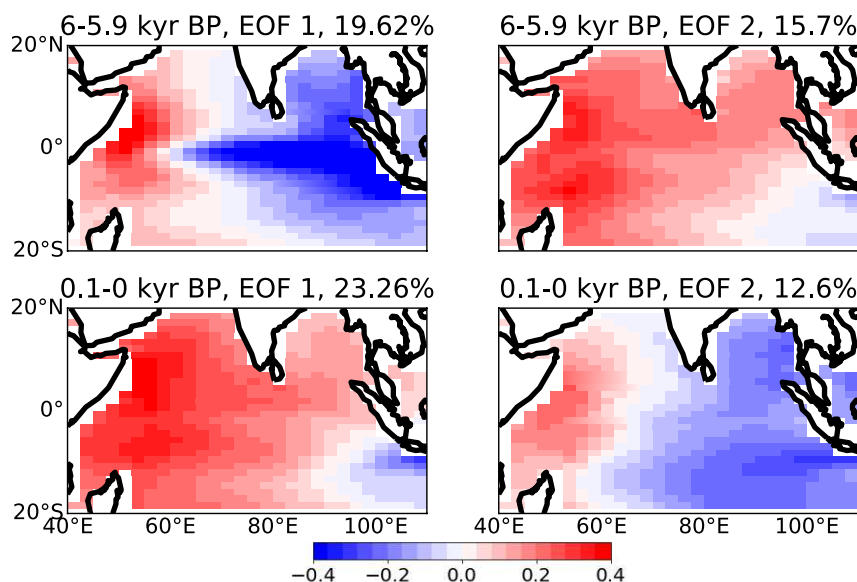 6-5.9 kyr BP, EOF 1, 19.62%
6-5.9 kyr BP, EOF 2, 15.7%
20°N
0°
20°S
0.1-0 kyr BP, EOF 1, 23.26%
0.1-0 kyr BP, EOF 2, 12.6%
20°N
0°
20°S
40°E 60°E 80°E 100°E
40°E 60°E 80°E 100°E
−0.4 −0.2 0.0 0.2 0.4